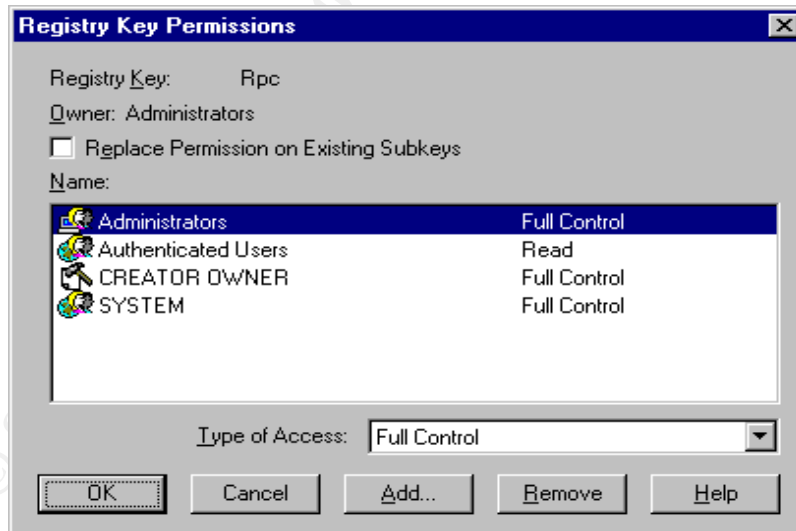 Registry Key Permissions
Registry Key: Rpc
Owner: Administrators
Replace Permission on Existing Subkeys
Name:
Administrators Full Control
Authenticated Users Read
CREATOR OWNER Full Control
SYSTEM Full Control
Type of Access: Full Control
OK Cancel Add... Remove Help